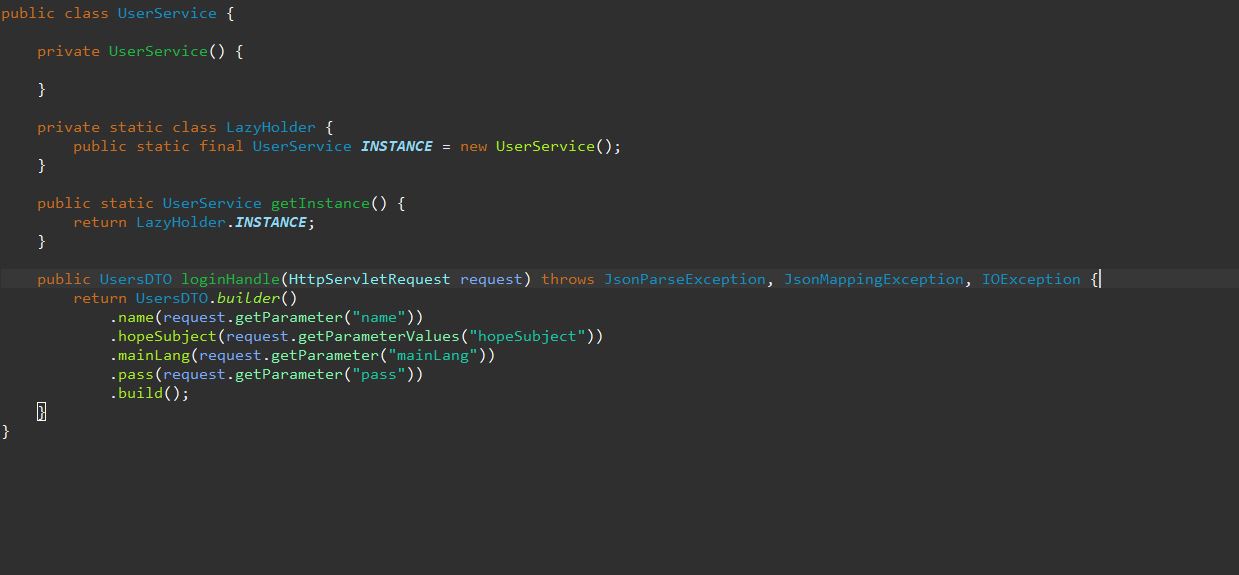 public class UserService {
    private UserService() {
    }
    private static class LazyHolder {
        public static final UserService INSTANCE = new UserService();
    }
    public static UserService getInstance() {
        return LazyHolder.INSTANCE;
    }
    public UsersDTO loginHandle(HttpServletRequest request) throws JsonParseException, JsonMappingException, IOException {
        return UsersDTO.builder()
            .name(request.getParameter("name"))
            .hopeSubject(request.getParameterValues("hopeSubject"))
            .mainLang(request.getParameter("mainLang"))
            .pass(request.getParameter("pass"))
            .build();
    }
}